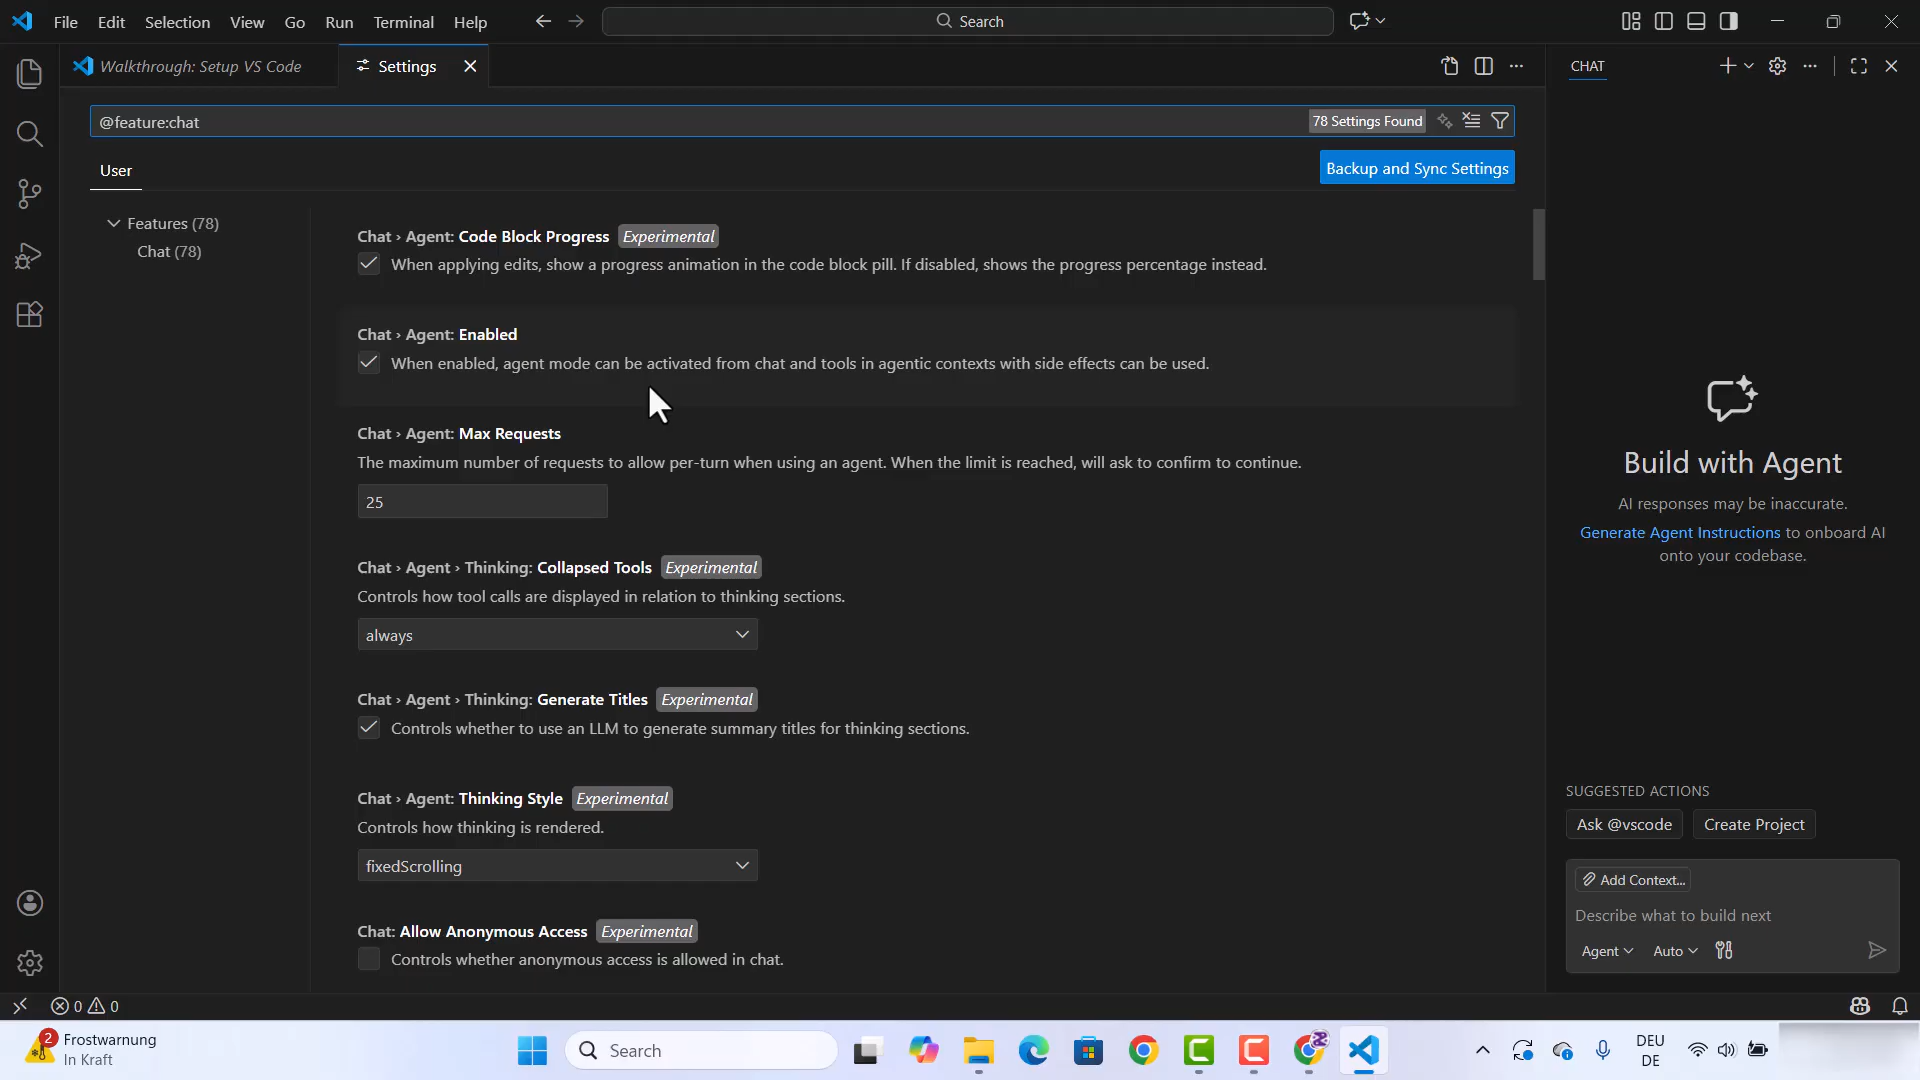 File Edit Selection View Go Run Terminal Help
Search
Walkthrough: Setup VS Code
Settings
CHAT
@feature:chat
78 Settings Found
User
Backup and Sync Settings
Features (78)
Chat (78)
Chat › Agent: Code Block Progress Experimental
When applying edits, show a progress animation in the code block pill. If disabled, shows the progress percentage instead.
Chat › Agent: Enabled
When enabled, agent mode can be activated from chat and tools in agentic contexts with side effects can be used.
Chat › Agent: Max Requests
The maximum number of requests to allow per-turn when using an agent. When the limit is reached, will ask to confirm to continue.
25
Chat › Agent › Thinking: Collapsed Tools Experimental
Controls how tool calls are displayed in relation to thinking sections.
always
Chat › Agent › Thinking: Generate Titles Experimental
Controls whether to use an LLM to generate summary titles for thinking sections.
Chat › Agent: Thinking Style Experimental
Controls how thinking is rendered.
fixedScrolling
Chat: Allow Anonymous Access Experimental
Controls whether anonymous access is allowed in chat.
Build with Agent
AI responses may be inaccurate.
Generate Agent Instructions to onboard AI
onto your codebase.
SUGGESTED ACTIONS
Ask @vscode
Create Project
Add Context...
Describe what to build next
Agent
Auto
0 0
2
Frostwarnung
In Kraft
Search
22
DEU
DE